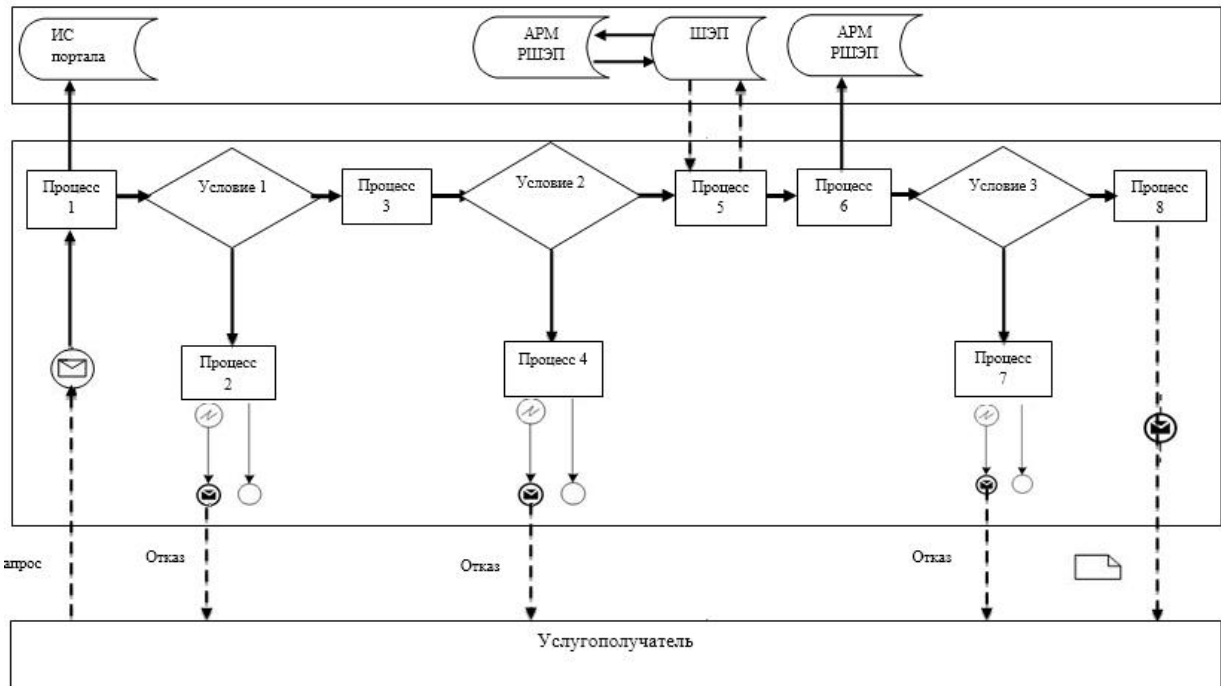 ИС
портала
АРМ
РШЭП
ШЭП
АРМ
РШЭП
Процесс
1
Условие 1
Процесс
3
Условие 2
Процесс
5
Процесс
6
Условие 3
Процесс
8
Процесс
2
Процесс 4
Процесс
7
апрос
Отказ
Отказ
Отказ
Услугополучатель